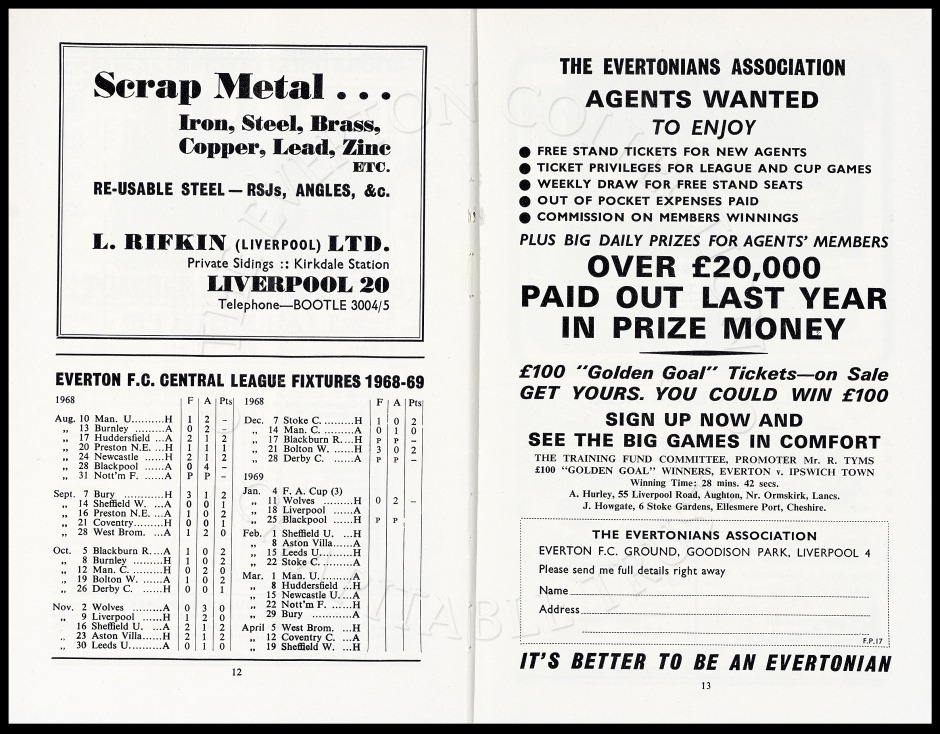 Scrap Metal . . .
Iron, Steel, Brass,
Copper, Lead, Zinc
ETC.
RE-USABLE STEEL — RSJs, ANGLES, &c.
L. RIFKIN (LIVERPOOL) LTD.
Private Sidings :: Kirkdale Station
LIVERPOOL 20
Telephone—BOOTLE 3004/5
EVERTON F.C. CENTRAL LEAGUE FIXTURES 1968-69
1968 F A Pts
Aug. 10 Man. U.........H 1 2 –
„ 13 Burnley ......A 0 2 –
„ 17 Huddersfield ...A 2 1 2
„ 20 Preston N.E. ...H 1 1 1
„ 24 Newcastle ......H 2 1 2
„ 28 Blackpool ......A 0 4 –
„ 31 Nott'm F. ......A P P –
Sept. 7 Bury ............H 3 1 2
„ 14 Sheffield W. ...A 0 0 1
„ 16 Preston N.E. ...A 1 0 2
„ 21 Coventry.........H 0 0 1
„ 28 West Brom. ...A 1 2 0
Oct. 5 Blackburn R....A 1 0 2
„ 8 Burnley .........H 1 0 2
„ 12 Man. C. .........A 0 2 0
„ 19 Bolton W. ......A 1 0 2
„ 26 Derby C. ......H 0 0 1
Nov. 2 Wolves .........A 0 3 0
„ 9 Liverpool ......H 1 2 0
16 Sheffield U. ...A 2 1 2
„ 23 Aston Villa......H 2 1 2
„ 30 Leeds U..........A 0 1 0
1968 F A Pts
Dec. 7 Stoke C. .........H 1 0 2
„ 14 Man. C. .........A 0 1 0
„ 17 Blackburn R....H P P –
„ 21 Bolton W. ......H 3 0 2
„ 28 Derby C. ......A P P –
1969
Jan. 4 F. A. Cup (3)
„ 11 Wolves .........H 0 2 –
„ 18 Liverpool ......A
„ 25 Blackpool ......H P P
Feb. 1 Sheffield U. ...H
„ 8 Aston Villa......A
„ 15 Leeds U..........H
„ 22 Stoke C. .........A
Mar. 1 Man. U. .........A
„ 8 Huddersfield ...H
„ 15 Newcastle U....A
„ 22 Nott'm F. ......H
„ 29 Bury ............A
April 5 West Brom. ...H
„ 12 Coventry C. ...A
„ 19 Sheffield W. ...H
12
THE EVERTONIANS ASSOCIATION
AGENTS WANTED
TO ENJOY
● FREE STAND TICKETS FOR NEW AGENTS
● TICKET PRIVILEGES FOR LEAGUE AND CUP GAMES
● WEEKLY DRAW FOR FREE STAND SEATS
● OUT OF POCKET EXPENSES PAID
● COMMISSION ON MEMBERS WINNINGS
PLUS BIG DAILY PRIZES FOR AGENTS' MEMBERS
OVER £20,000
PAID OUT LAST YEAR
IN PRIZE MONEY
£100 "Golden Goal" Tickets—on Sale
GET YOURS. YOU COULD WIN £100
SIGN UP NOW AND
SEE THE BIG GAMES IN COMFORT
THE TRAINING FUND COMMITTEE, PROMOTER Mr. R. TYMS
£100 "GOLDEN GOAL" WINNERS, EVERTON v. IPSWICH TOWN
Winning Time: 28 mins. 42 secs.
A. Hurley, 55 Liverpool Road, Aughton, Nr. Ormskirk, Lancs.
J. Howgate, 6 Stoke Gardens, Ellesmere Port, Cheshire.
THE EVERTONIANS ASSOCIATION
EVERTON F.C. GROUND, GOODISON PARK, LIVERPOOL 4
Please send me full details right away
Name
Address
F.P.17
IT'S BETTER TO BE AN EVERTONIAN
13